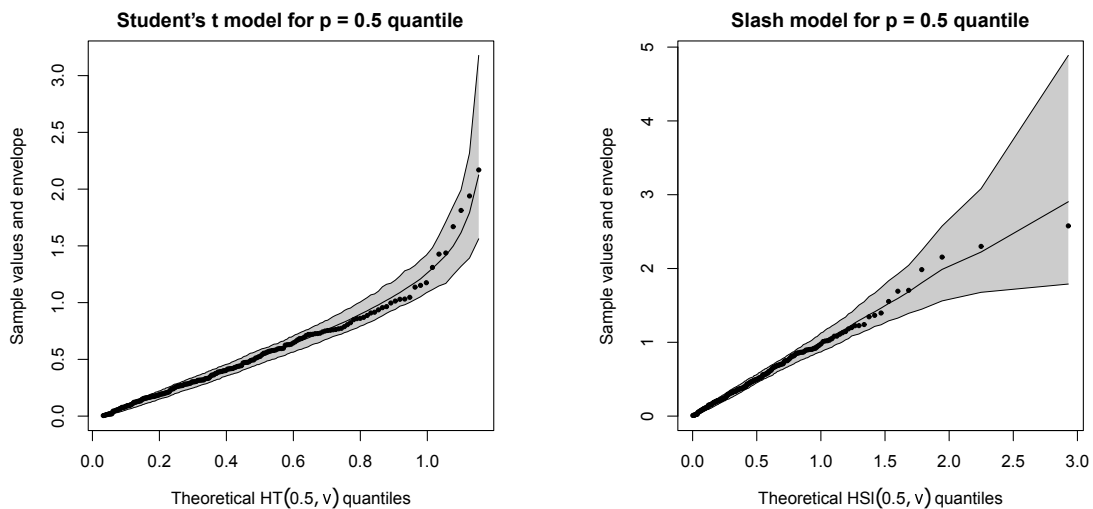 Student’s t model for p = 0.5 quantile
Sample values and envelope
3.0
2.5
2.0
1.5
1.0
0.5
0.0
0.0 0.2 0.4 0.6 0.8 1.0
Theoretical HT(0.5, ν) quantiles
Slash model for p = 0.5 quantile
Sample values and envelope
5
4
3
2
1
0
0.0 0.5 1.0 1.5 2.0 2.5 3.0
Theoretical HSl(0.5, ν) quantiles